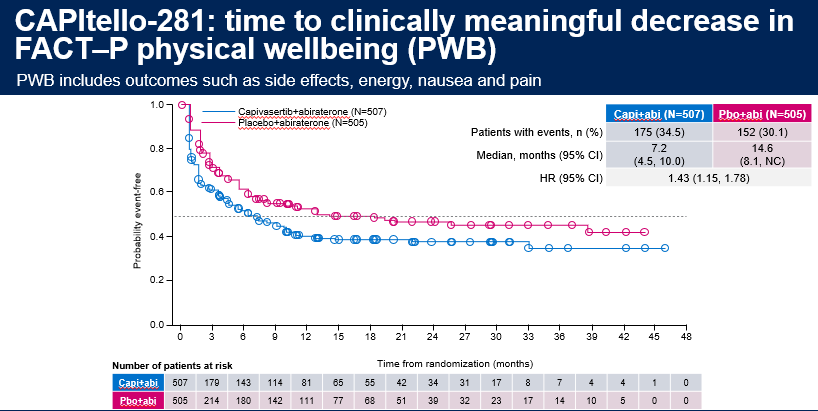 CAPItello-281: time to clinically meaningful decrease in
FACT–P physical wellbeing (PWB)
PWB includes outcomes such as side effects, energy, nausea and pain
Capivasertib+abiraterone (N=507)
Placebo+abiraterone (N=505)
Capi+abi (N=507) Pbo+abi (N=505)
Patients with events, n (%) 175 (34.5) 152 (30.1)
Median, months (95% CI) 7.2 14.6
(4.5, 10.0) (8.1, NC)
HR (95% CI) 1.43 (1.15, 1.78)
Probability event-free
1.0
0.8
0.6
0.4
0.2
0.0
0 3 6 9 12 15 18 21 24 27 30 33 36 39 42 45 48
Time from randomization (months)
Number of patients at risk
Capi+abi 507 179 143 114 81 65 55 42 34 31 17 8 7 4 4 1 0
Pbo+abi 505 214 180 142 111 77 68 51 39 32 23 17 14 10 5 0 0